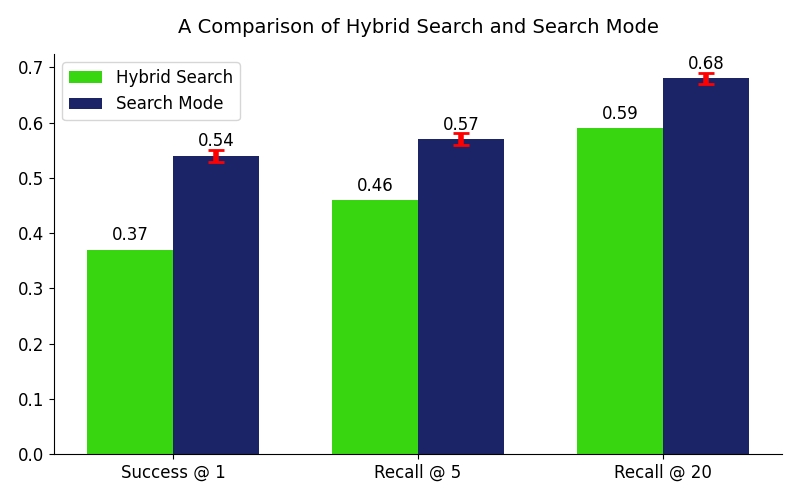 A Comparison of Hybrid Search and Search Mode
Hybrid Search
Search Mode
0.7
0.6
0.5
0.4
0.3
0.2
0.1
0.0
0.37
0.54
0.46
0.57
0.59
0.68
Success @ 1
Recall @ 5
Recall @ 20